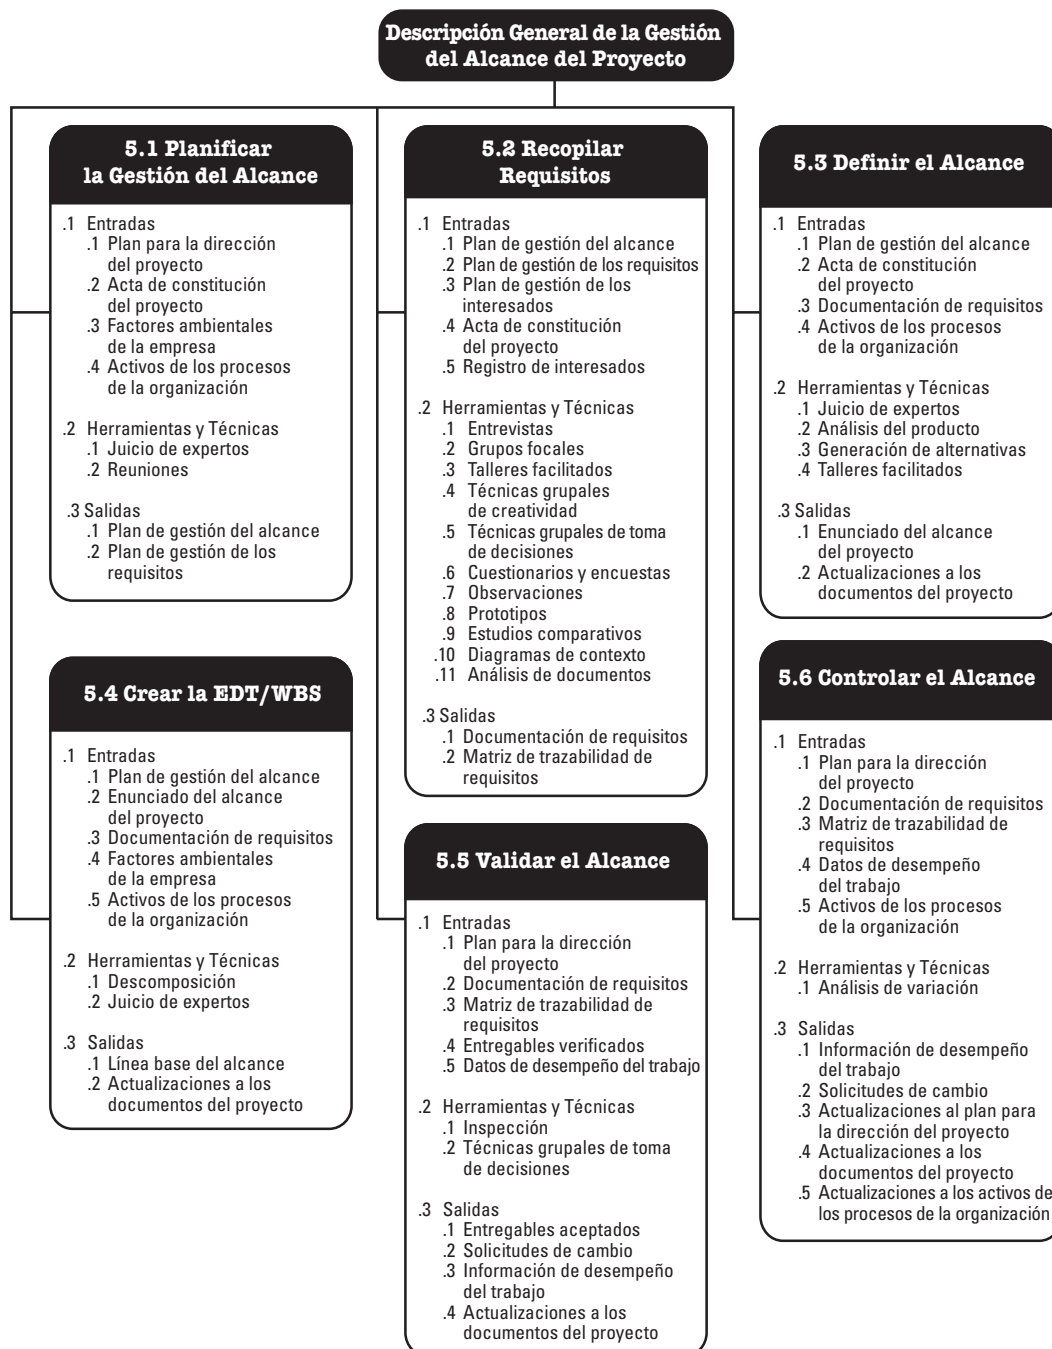 Descripción General de la Gestión
del Alcance del Proyecto
5.1 Planificar
la Gestión del Alcance
.1 Entradas
.1 Plan para la dirección
del proyecto
.2 Acta de constitución
del proyecto
.3 Factores ambientales
de la empresa
.4 Activos de los procesos
de la organización
.2 Herramientas y Técnicas
.1 Juicio de expertos
.2 Reuniones
.3 Salidas
.1 Plan de gestión del alcance
.2 Plan de gestión de los
requisitos
5.2 Recopilar
Requisitos
.1 Entradas
.1 Plan de gestión del alcance
.2 Plan de gestión de los requisitos
.3 Plan de gestión de los
interesados
.4 Acta de constitución
del proyecto
.5 Registro de interesados
.2 Herramientas y Técnicas
.1 Entrevistas
.2 Grupos focales
.3 Talleres facilitados
.4 Técnicas grupales
de creatividad
.5 Técnicas grupales de toma
de decisiones
.6 Cuestionarios y encuestas
.7 Observaciones
.8 Prototipos
.9 Estudios comparativos
.10 Diagramas de contexto
.11 Análisis de documentos
.3 Salidas
.1 Documentación de requisitos
.2 Matriz de trazabilidad de
requisitos
5.3 Definir el Alcance
.1 Entradas
.1 Plan de gestión del alcance
.2 Acta de constitución
del proyecto
.3 Documentación de requisitos
.4 Activos de los procesos
de la organización
.2 Herramientas y Técnicas
.1 Juicio de expertos
.2 Análisis del producto
.3 Generación de alternativas
.4 Talleres facilitados
.3 Salidas
.1 Enunciado del alcance
del proyecto
.2 Actualizaciones a los
documentos del proyecto
5.4 Crear la EDT/WBS
.1 Entradas
.1 Plan de gestión del alcance
.2 Enunciado del alcance
del proyecto
.3 Documentación de requisitos
.4 Factores ambientales
de la empresa
.5 Activos de los procesos
de la organización
.2 Herramientas y Técnicas
.1 Descomposición
.2 Juicio de expertos
.3 Salidas
.1 Línea base del alcance
.2 Actualizaciones a los
documentos del proyecto
5.5 Validar el Alcance
.1 Entradas
.1 Plan para la dirección
del proyecto
.2 Documentación de requisitos
.3 Matriz de trazabilidad de
requisitos
.4 Entregables verificados
.5 Datos de desempeño del trabajo
.2 Herramientas y Técnicas
.1 Inspección
.2 Técnicas grupales de toma
de decisiones
.3 Salidas
.1 Entregables aceptados
.2 Solicitudes de cambio
.3 Información de desempeño
del trabajo
.4 Actualizaciones a los
documentos del proyecto
5.6 Controlar el Alcance
.1 Entradas
.1 Plan para la dirección
del proyecto
.2 Documentación de requisitos
.3 Matriz de trazabilidad de
requisitos
.4 Datos de desempeño
del trabajo
.5 Activos de los procesos
de la organización
.2 Herramientas y Técnicas
.1 Análisis de variación
.3 Salidas
.1 Información de desempeño
del trabajo
.2 Solicitudes de cambio
.3 Actualizaciones al plan para
la dirección del proyecto
.4 Actualizaciones a los
documentos del proyecto
.5 Actualizaciones a los activos de
los procesos de la organización